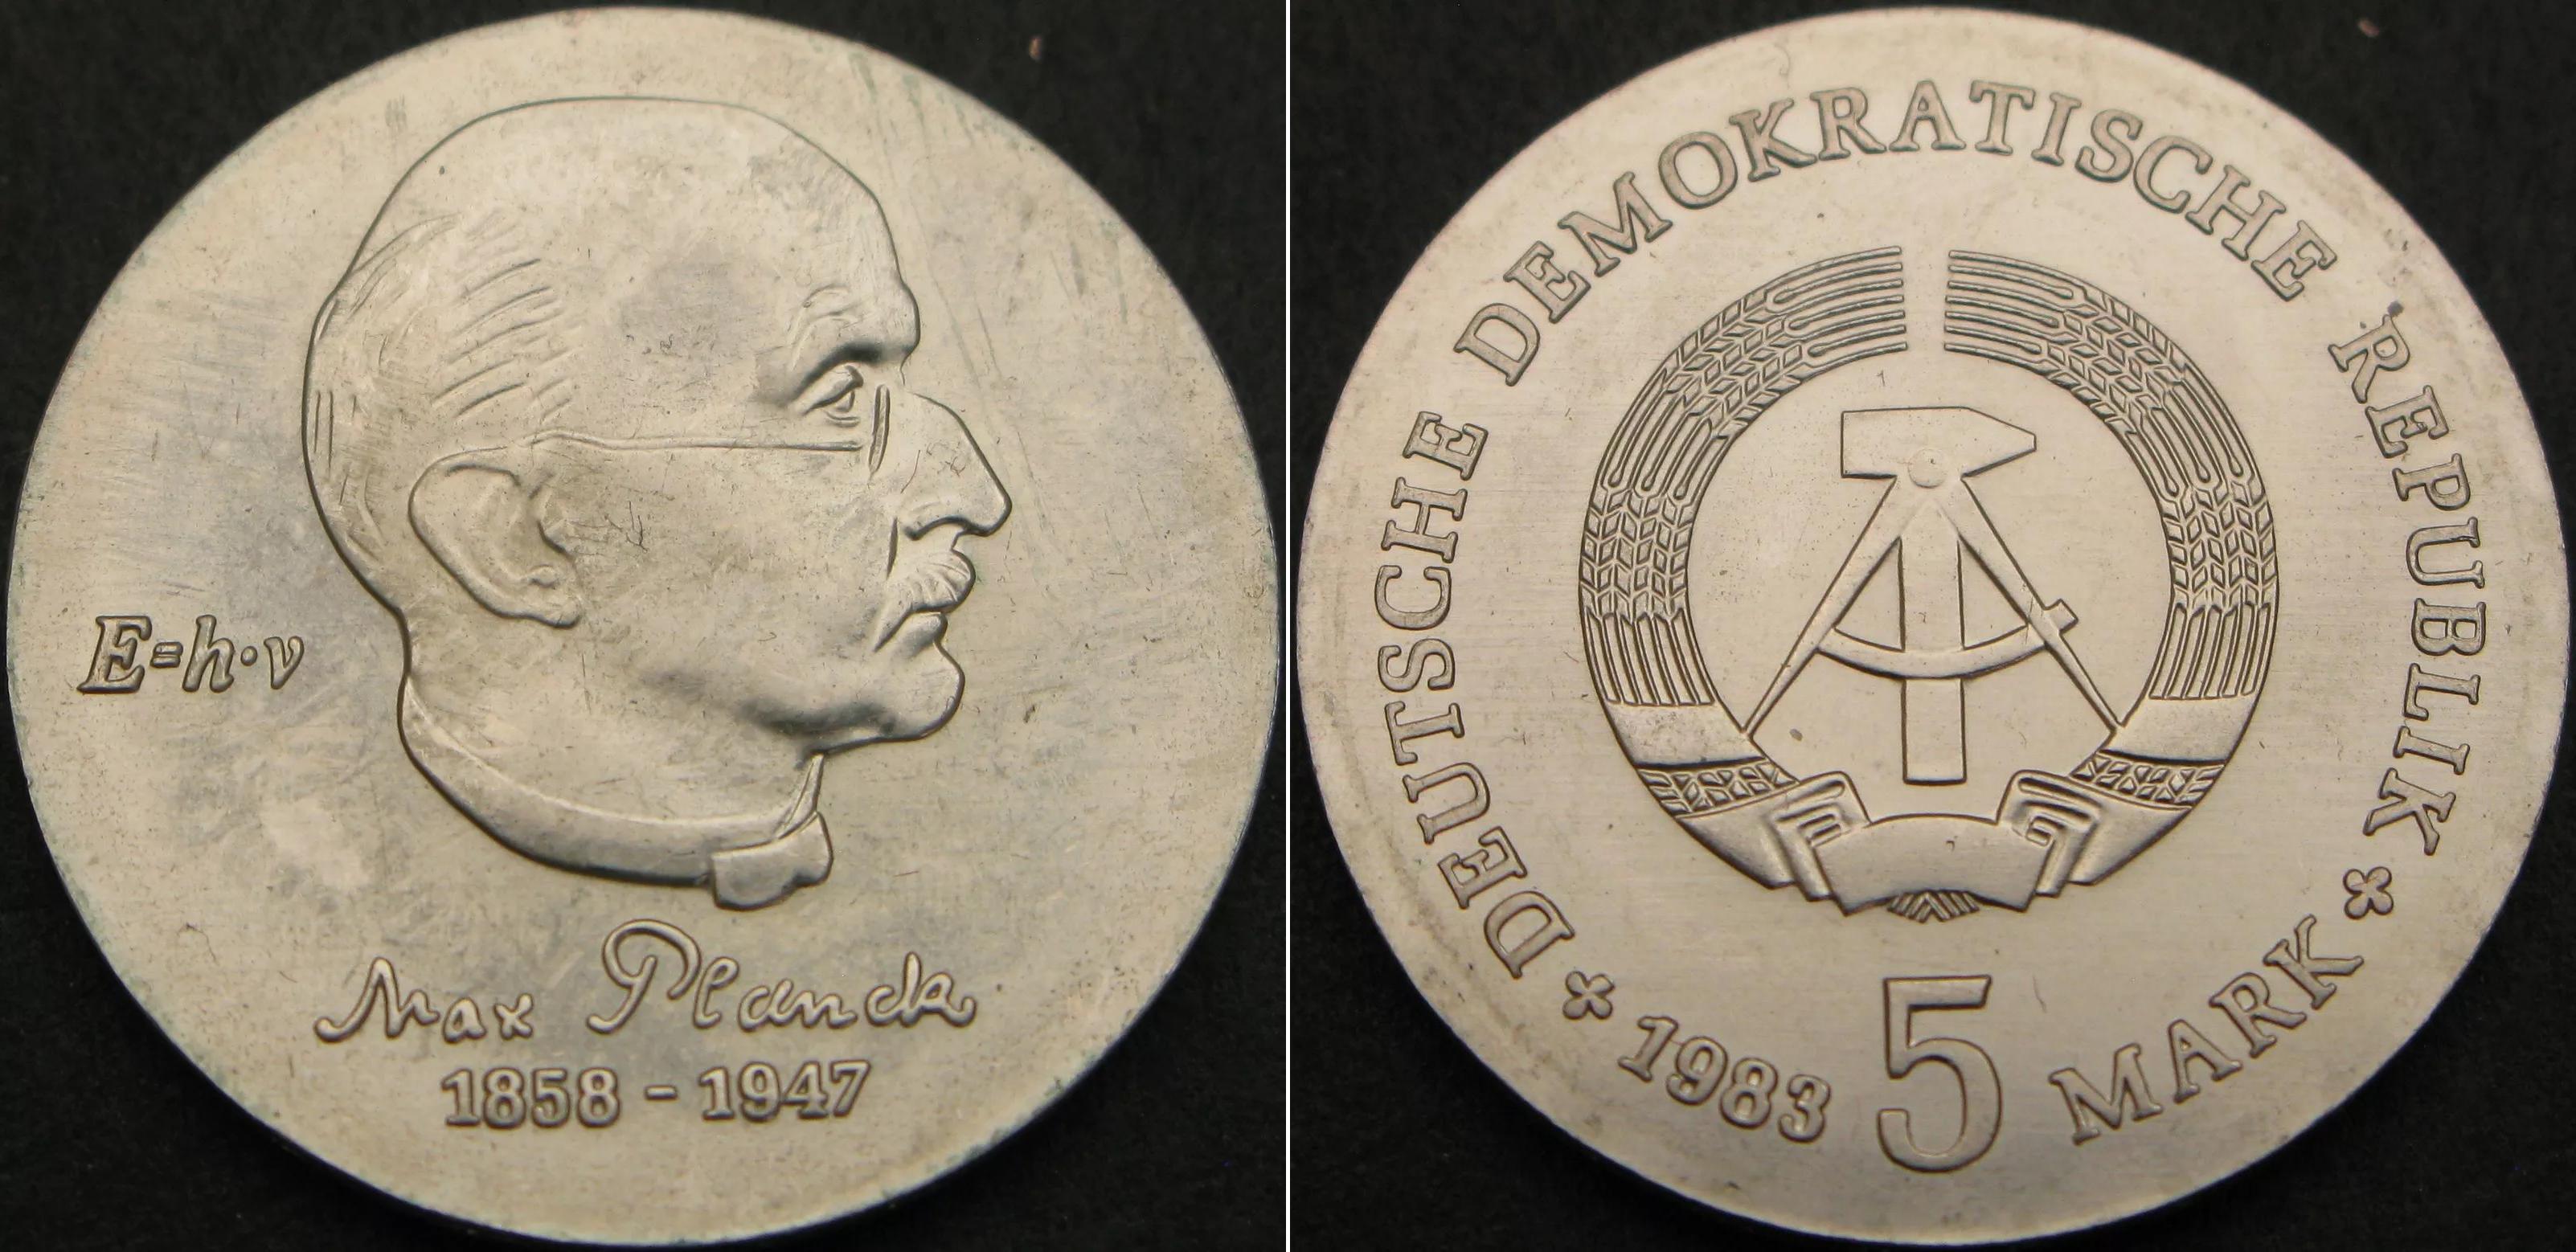 E=h·ν
Max Planck
1858 - 1947
DEUTSCHE DEMOKRATISCHE REPUBLIK
1983 5 MARK